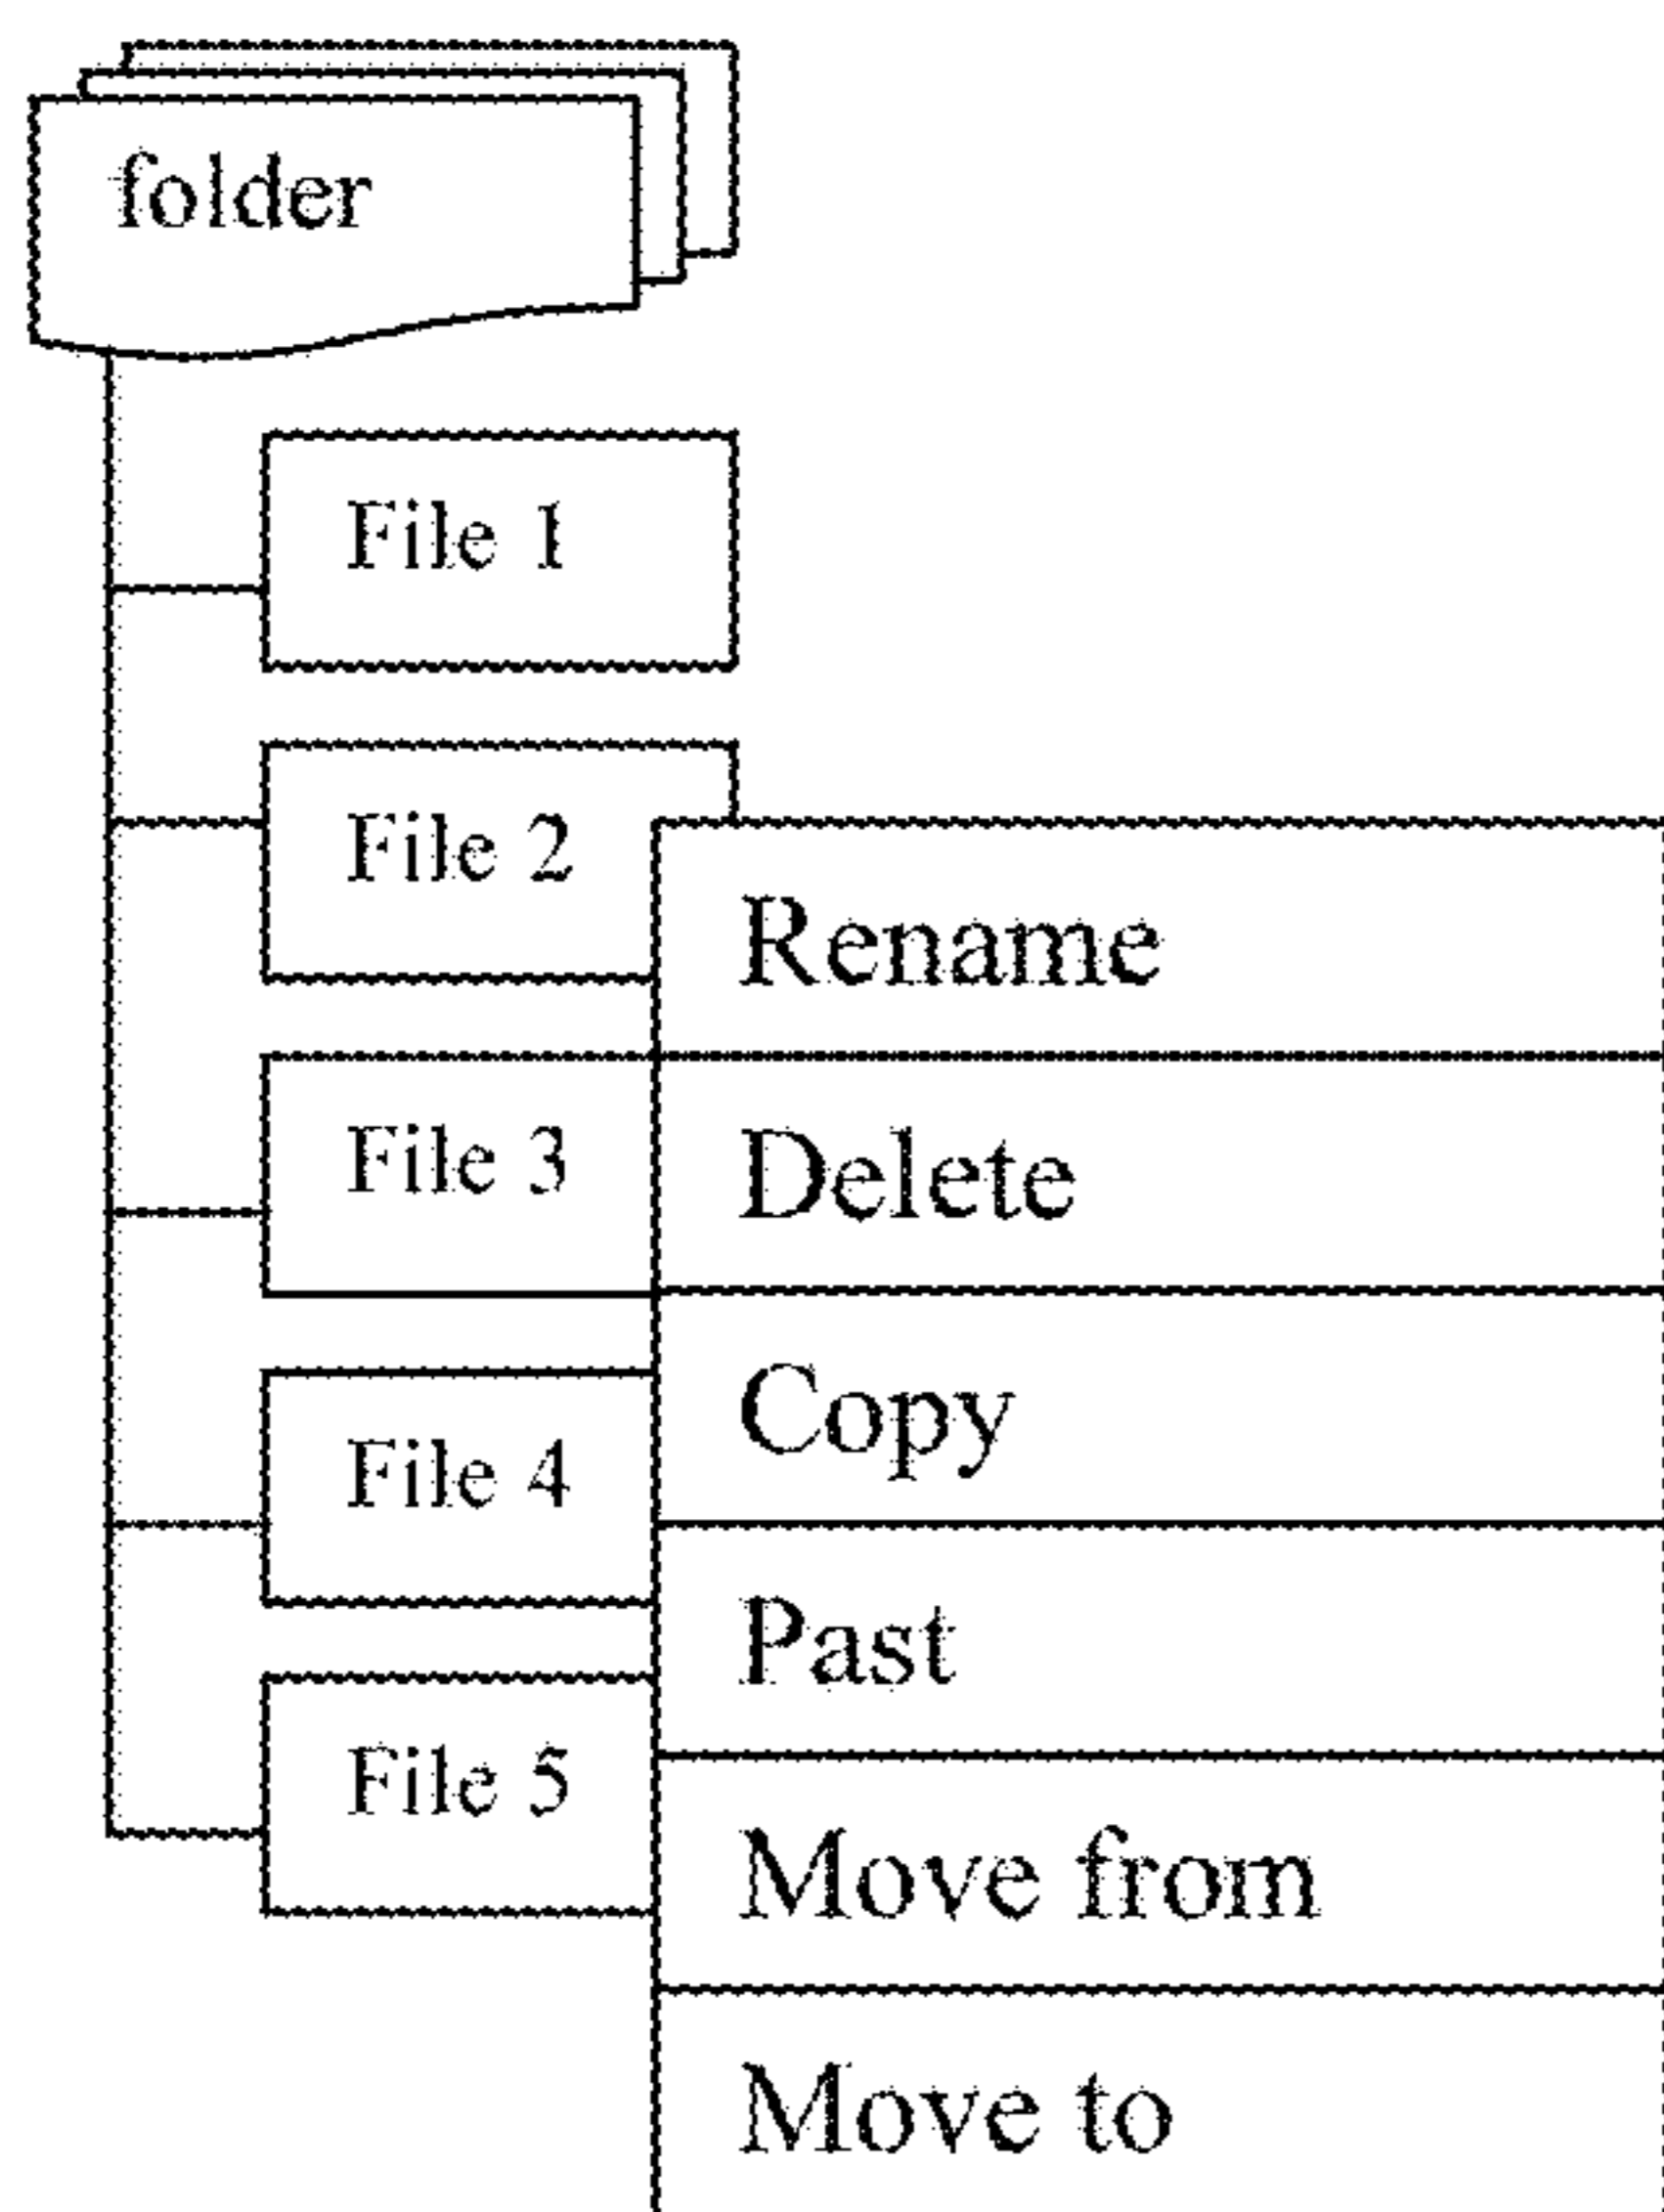 folder
File 1
File 2
Rename
File 3
Delete
File 4
Copy
File 5
Past
Move from
Move to